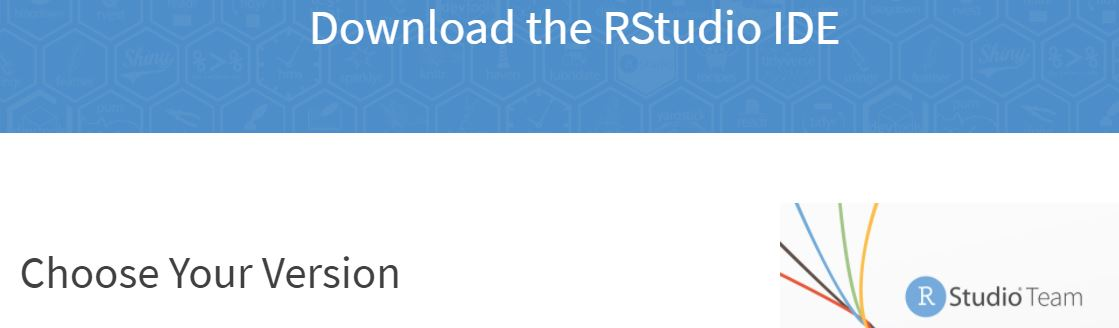 Download the RStudio IDE
Choose Your Version
R Studio® Team